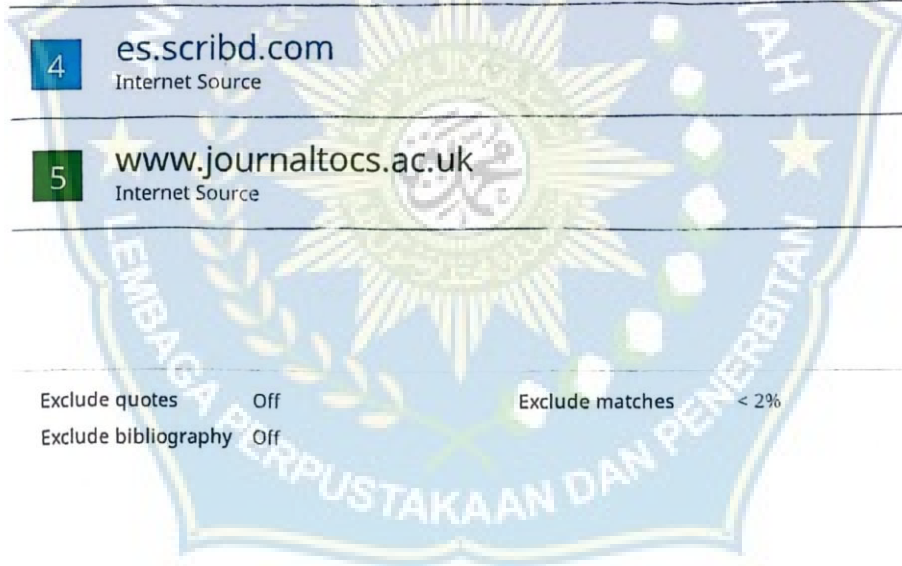 4 es.scribd.com
Internet Source
5 www.journaltocs.ac.uk
Internet Source
Exclude quotes Off
Exclude matches < 2%
Exclude bibliography Off
LEMBAGA PERPUSTAKAAN DAN PENERBITAN